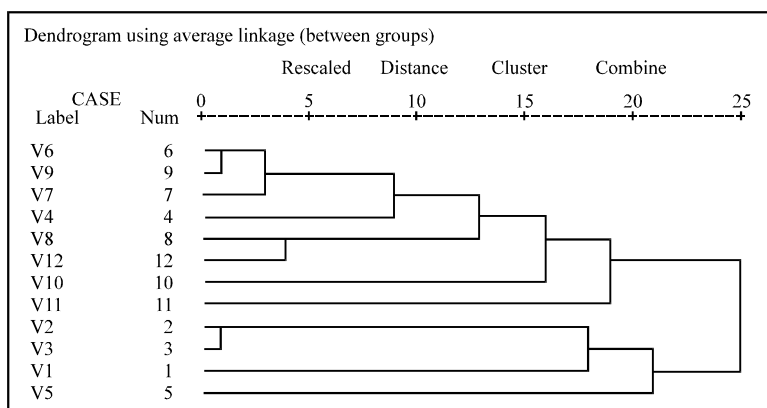 Dendrogram using average linkage (between groups)
Rescaled Distance Cluster Combine
CASE 0 5 10 15 20 25
Label Num
V6 6
V9 9
V7 7
V4 4
V8 8
V12 12
V10 10
V11 11
V2 2
V3 3
V1 1
V5 5